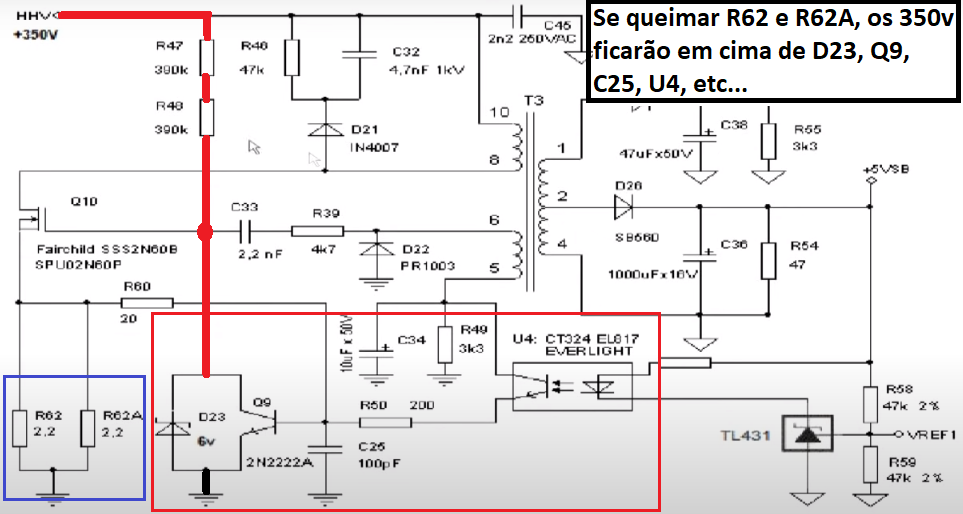 HHV
+350V
R47
390k
R48
390k
R46
47k
C32
4,7nF 1kV
C45
2n2 250VAC
Se queimar R62 e R62A, os 350v
ficarão em cima de D23, Q9,
C25, U4, etc...
D21
IN4007
T3
10
8
6
5
1
2
4
C38
47uFx50V
R55
3k3
+5VSB
Q10
Fairchild SSS2N60B
SPU02N60P
C33
2,2 nF
R39
4k7
D22
PR1003
D26
SB560
C36
1000uFx16V
R54
47
R60
20
10uF x 50V
C34
R49
3k3
U4: CT324 EL817
EVERLIGHT
R62
2,2
R62A
2,2
D23
6v
Q9
2N2222A
R50 200
C25
100pF
TL431
R58
47k 2%
VREF1
R59
47k 2%